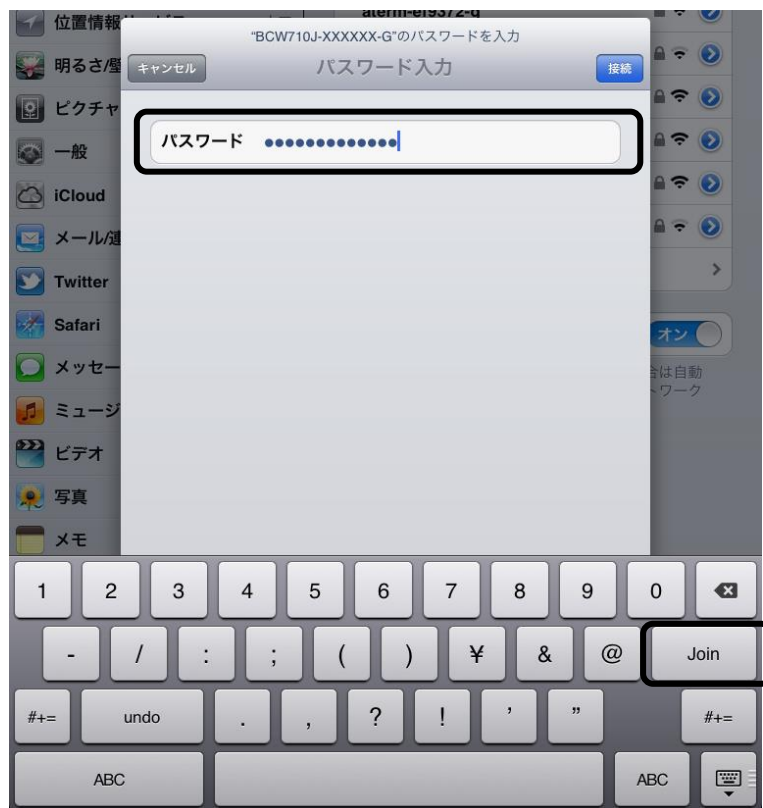 位置情報
aterm-ef9372-g
"BCW710J-XXXXXX-G"のパスワードを入力
キャンセル パスワード入力 接続
明るさ/壁
ピクチャ
パスワード
一般
iCloud
メール/連
Twitter
Safari
オン
メッセー
合は自動
トワーク
ミュージ
ビデオ
写真
メモ
1 2 3 4 5 6 7 8 9 0
- / : ; ( ) ¥ & @ Join
#+= undo . , ? ! ' " #+=
ABC ABC